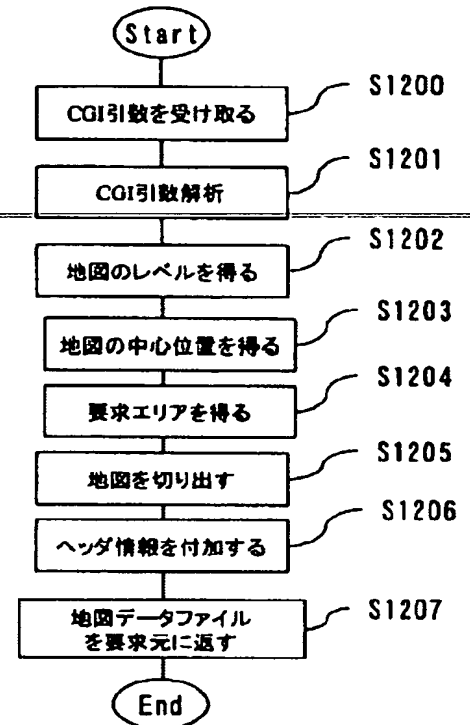 Start
CGI引数を受け取る
S1200
CGI引数解析
S1201
地図のレベルを得る
S1202
地図の中心位置を得る
S1203
要求エリアを得る
S1204
地図を切り出す
S1205
ヘッダ情報を付加する
S1206
地図データファイル
を要求元に返す
S1207
End